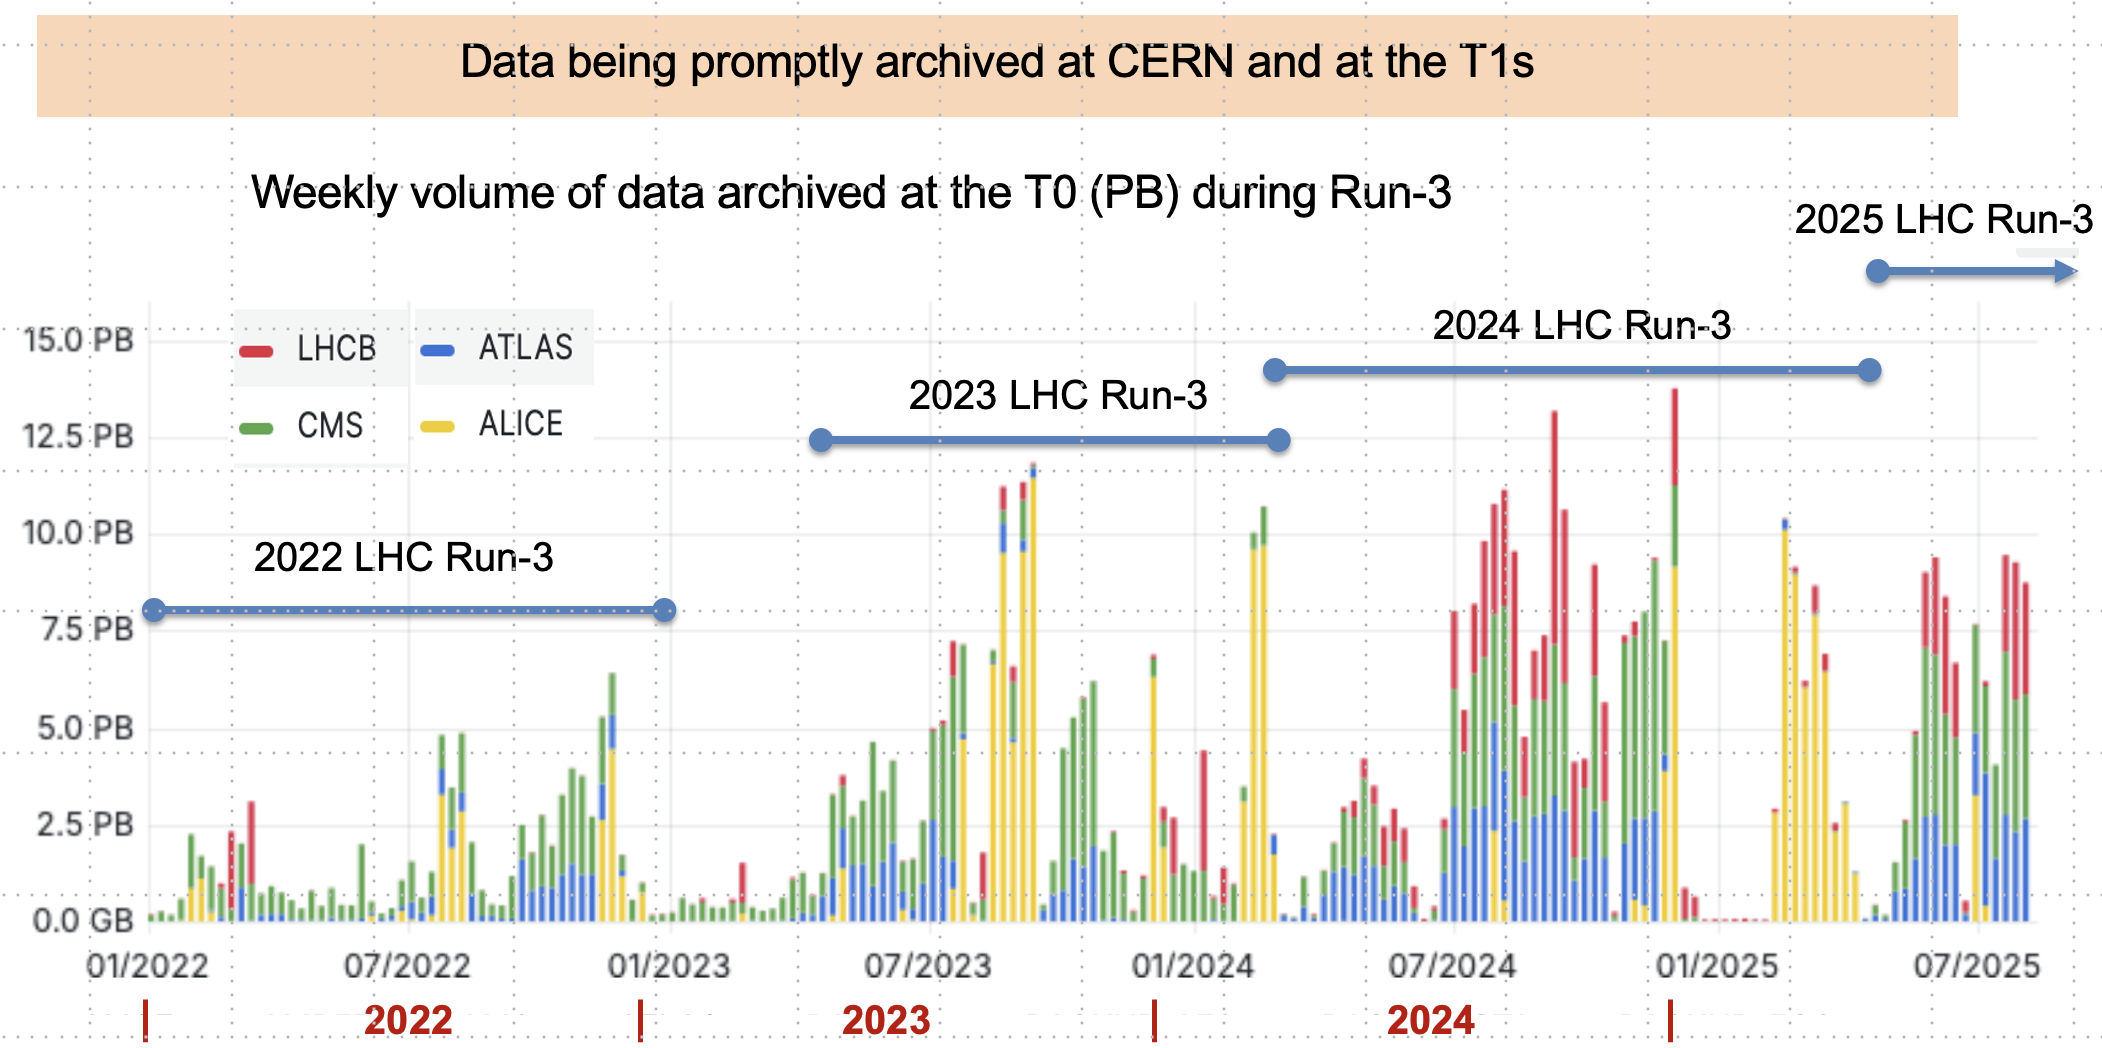 Data being promptly archived at CERN and at the T1s
Weekly volume of data archived at the T0 (PB) during Run-3
2025 LHC Run-3
2024 LHC Run-3
2023 LHC Run-3
2022 LHC Run-3
LHCB ATLAS
CMS ALICE
15.0 PB
12.5 PB
10.0 PB
7.5 PB
5.0 PB
2.5 PB
0.0 GB
01/2022 07/2022 01/2023 07/2023 01/2024 07/2024 01/2025 07/2025
2022 2023 2024